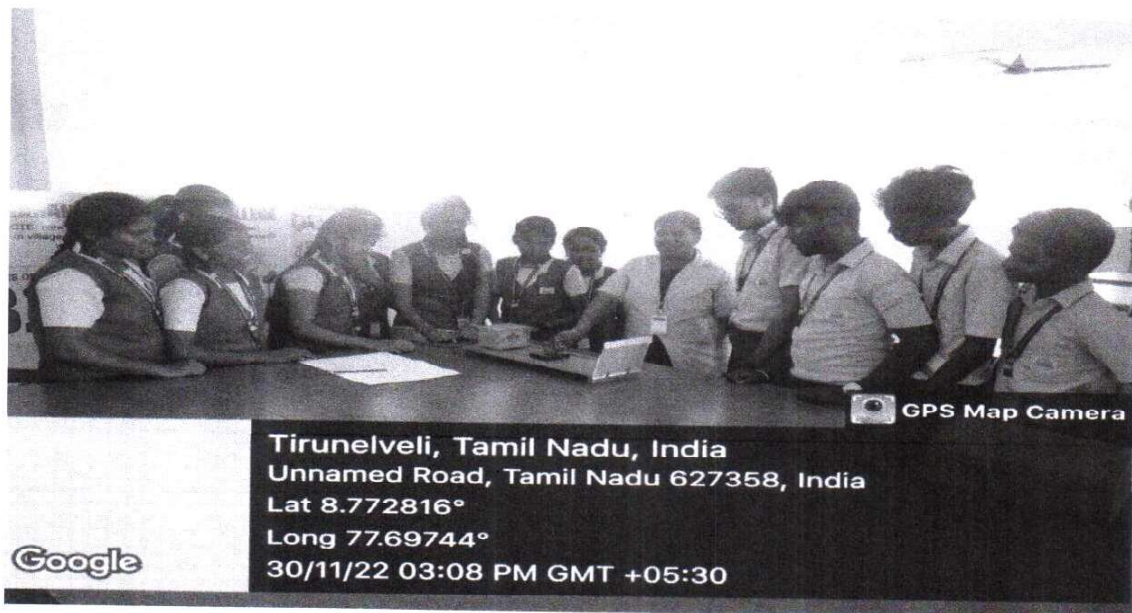 GPS Map Camera
Tirunelveli, Tamil Nadu, India
Unnamed Road, Tamil Nadu 627358, India
Lat 8.772816°
Long 77.69744°
30/11/22 03:08 PM GMT +05:30
Google